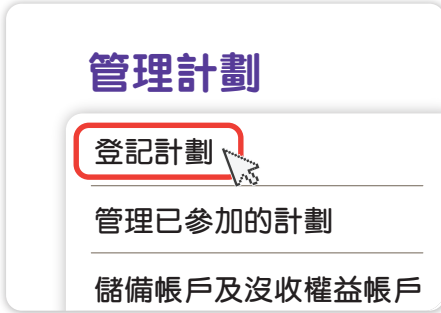 管理計劃
登記計劃
管理已參加的計劃
儲備帳戶及沒收權益帳戶